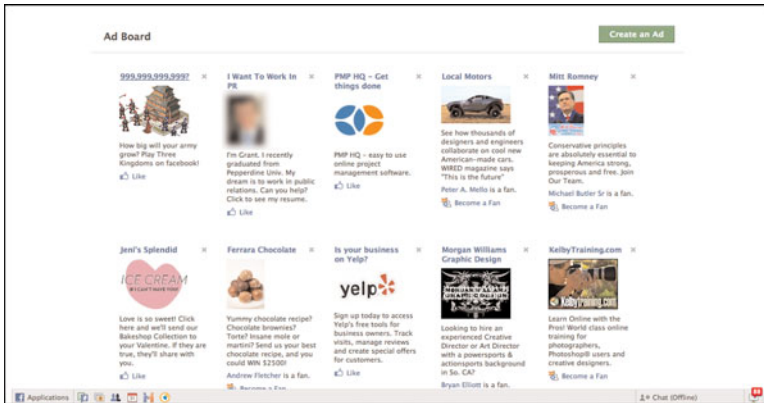 Ad Board
Create an Ad
999,999,999,999?
How big will your army
grow? Play Three
Kingdoms on facebook!
Like
I Want To Work In
PR
I'm Grant. I recently
graduated from
Pepperdine Univ. My
dream is to work in public
relations. Can you help?
Click to see my resume.
Like
PMP HQ - Get
things done
PMP HQ - easy to use
online project
management software.
Like
Local Motors
See how thousands of
designers and engineers
collaborate on cool new
American-made cars.
WIRED magazine says
"This is the future"
Peter A. Mello is a fan.
Become a Fan
Mitt Romney
Conservative principles
are absolutely essential to
keeping America strong,
prosperous and free. Join
Our Team.
Michael Butler Sr is a fan.
Become a Fan
Jeni's Splendid
ICE CREAM
Love is so sweet! Click
here and we'll send our
Bakeshop Collection to
your Valentine. If they are
true, they'll share with
you.
Like
Ferrara Chocolate
Yummy chocolate recipe?
Chocolate brownies?
Torte? Insane mole or
martini? Send us your best
chocolate recipe, and you
could WIN $2500!
Andrew Fletcher is a fan.
Become a Fan
Is your business
on Yelp?
yelp
Sign up today to access
Yelp's free tools for
business owners. Track
visits, manage reviews
and create special offers
for customers.
Like
Morgan Williams
Graphic Design
MORGAN WILLIAMS
GRAPHIC DESIGN
Looking to hire an
experienced Creative
Director or Art Director
with a powersports &
actionsports background
in So. CA?
Bryan Elliott is a fan.
KelbyTraining.com
KelbyTraining.com
Learn Online with the
Pros! World class online
training for
photographers,
Photoshop® users and
creative designers.
Become a Fan
Applications
Chat (Offline)